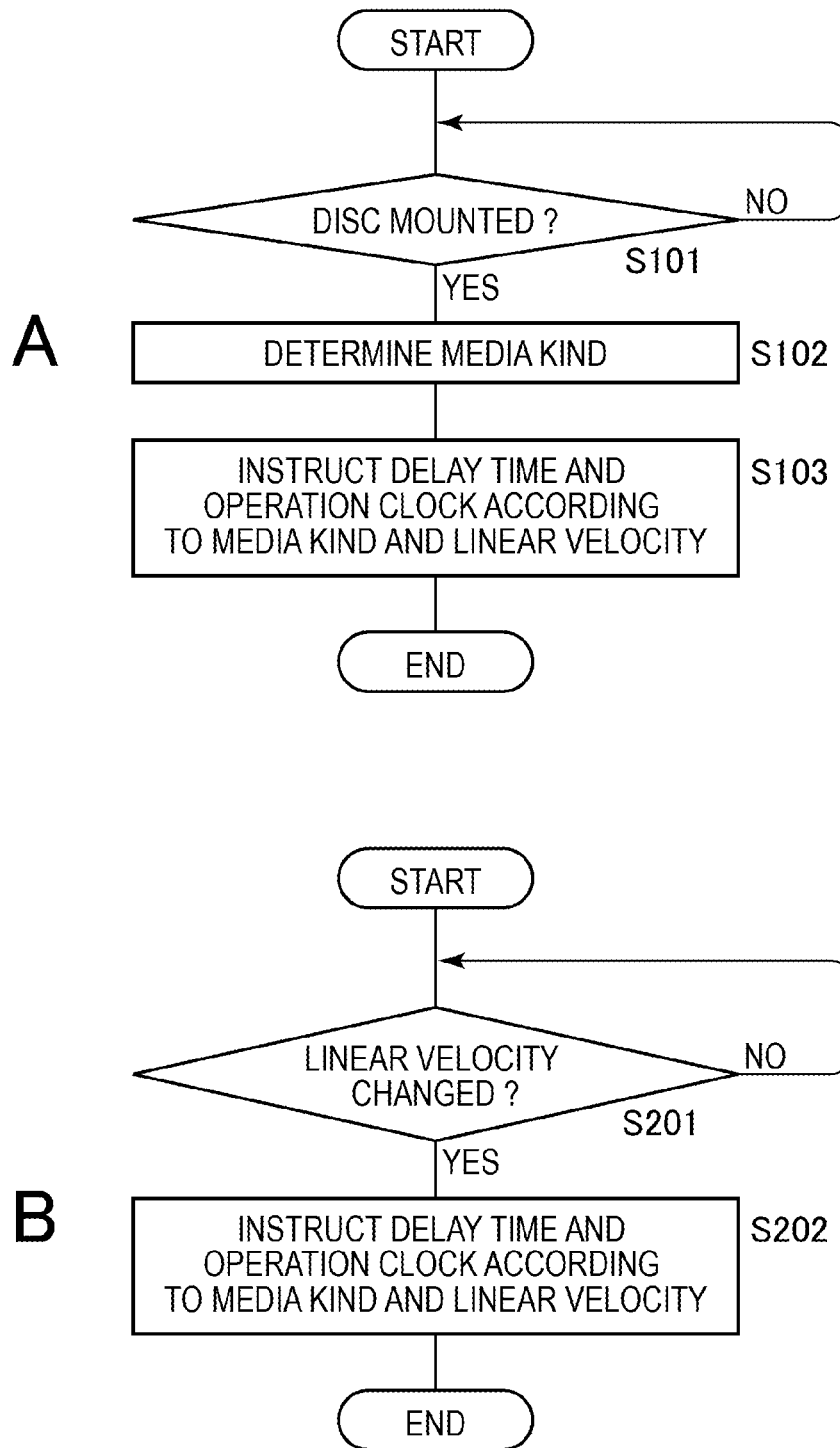 START
DISC MOUNTED ?
NO
S101
YES
A
DETERMINE MEDIA KIND
S102
INSTRUCT DELAY TIME AND
OPERATION CLOCK ACCORDING
TO MEDIA KIND AND LINEAR VELOCITY
S103
END
START
LINEAR VELOCITY
CHANGED ?
NO
S201
YES
B
INSTRUCT DELAY TIME AND
OPERATION CLOCK ACCORDING
TO MEDIA KIND AND LINEAR VELOCITY
S202
END